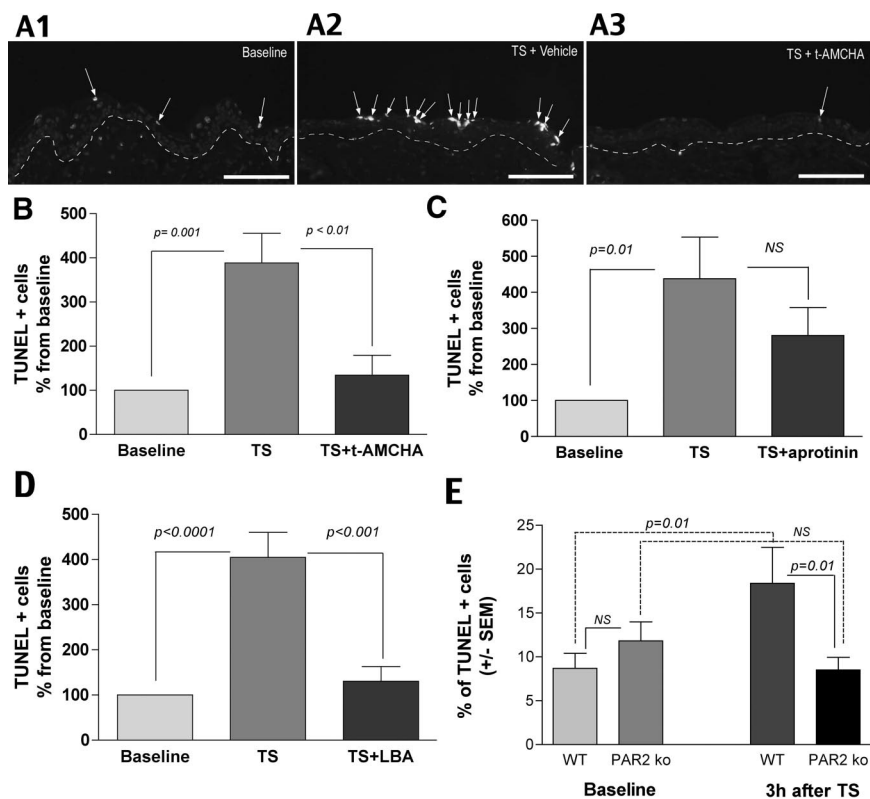 A1
A2
A3
Baseline
TS + Vehicle
TS + t-AMCHA
B
TUNEL + cells
% from baseline
500
400
300
200
100
0
p= 0.001
p < 0.01
Baseline
TS
TS+t-AMCHA
C
TUNEL + cells
% from baseline
600
500
400
300
200
100
0
p=0.01
NS
Baseline
TS
TS+aprotinin
D
TUNEL + cells
% from baseline
500
400
300
200
100
0
p<0.0001
p<0.001
Baseline
TS
TS+LBA
E
% of TUNEL + cells
(+/- SEM)
25
20
15
10
5
0
p=0.01
NS
p=0.01
NS
WT
PAR2 ko
WT
PAR2 ko
Baseline
3h after TS